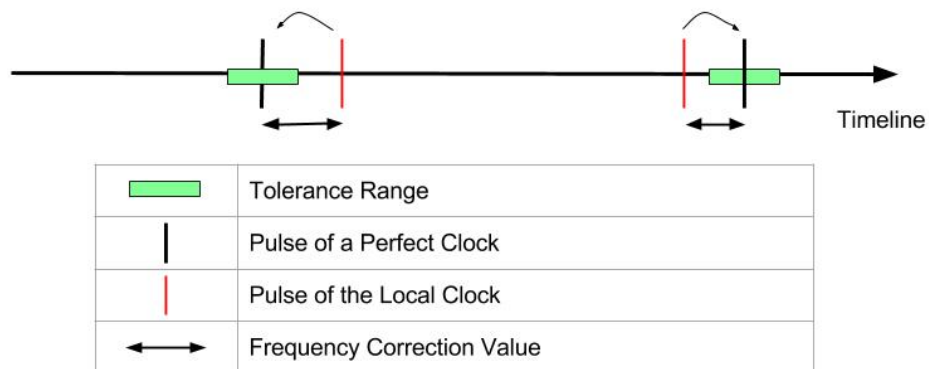 Timeline
Tolerance Range
Pulse of a Perfect Clock
Pulse of the Local Clock
Frequency Correction Value